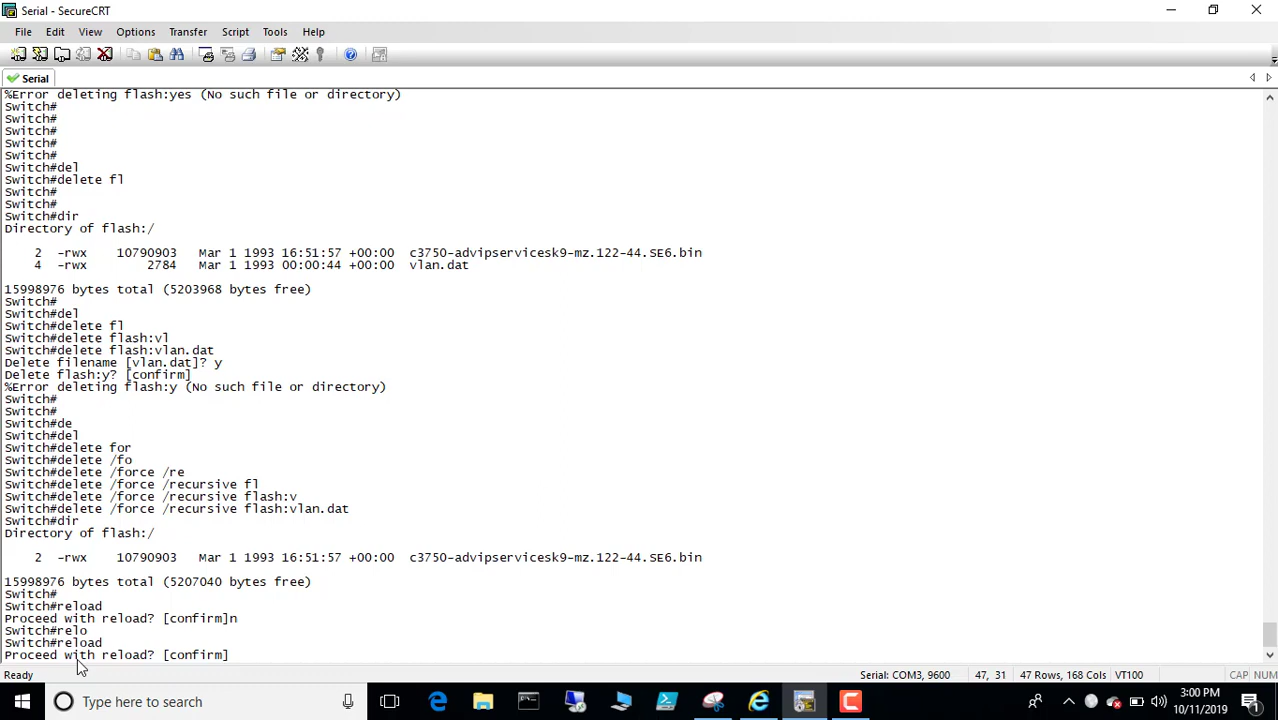 Serial - SecureCRT
File Edit View Options Transfer Script Tools Help
Serial
%Error deleting flash:yes (No such file or directory)
Switch#
Switch#
Switch#
Switch#
Switch#
Switch#del
Switch#delete fl
Switch#
Switch#
Switch#dir
Directory of flash:/
2 -rwx 10790903 Mar 1 1993 16:51:57 +00:00 c3750-advipservicesk9-mz.122-44.SE6.bin
4 -rwx 2784 Mar 1 1993 00:00:44 +00:00 vlan.dat
15998976 bytes total (5203968 bytes free)
Switch#
Switch#del
Switch#delete fl
Switch#delete flash:vl
Switch#delete flash:vlan.dat
Delete filename [vlan.dat]? y
Delete flash:y? [confirm]
%Error deleting flash:y (No such file or directory)
Switch#
Switch#
Switch#de
Switch#del
Switch#delete for
Switch#delete /fo
Switch#delete /force /re
Switch#delete /force /recursive fl
Switch#delete /force /recursive flash:v
Switch#delete /force /recursive flash:vlan.dat
Switch#dir
Directory of flash:/
2 -rwx 10790903 Mar 1 1993 16:51:57 +00:00 c3750-advipservicesk9-mz.122-44.SE6.bin
15998976 bytes total (5207040 bytes free)
Switch#
Switch#reload
Proceed with reload? [confirm]n
Switch#relo
Switch#reload
Proceed with reload? [confirm]
Ready Serial: COM3, 9600 47, 31 47 Rows, 168 Cols VT100 CAP NUM
Type here to search
3:00 PM
10/11/2019